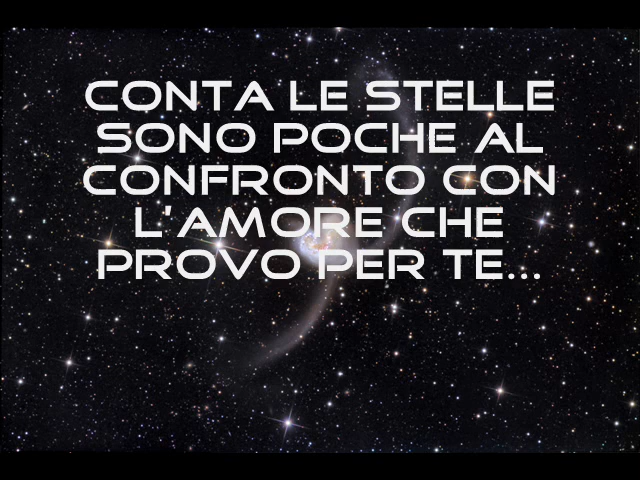 CONTA LE STELLE
SONO POCHE AL
CONFRONTO CON
L'AMORE CHE
PROVO PER TE...